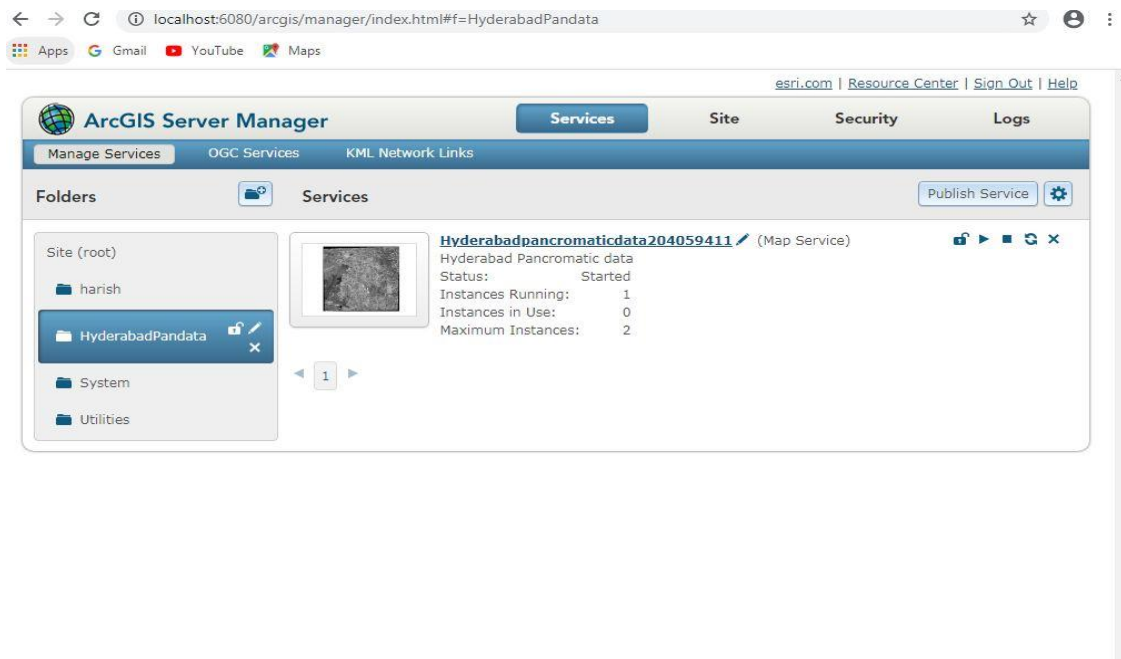 localhost:6080/arcgis/manager/index.html#f=HyderabadPandata
Apps G Gmail YouTube Maps
esri.com | Resource Center | Sign Out | Help
ArcGIS Server Manager Services Site Security Logs
Manage Services OGC Services KML Network Links
Folders Services Publish Service
Site (root)
harish
HyderabadPandata
System
Utilities
Hyderabadpancromaticdata204059411 (Map Service)
Hyderabad Pancromatic data
Status: Started
Instances Running: 1
Instances in Use: 0
Maximum Instances: 2
1